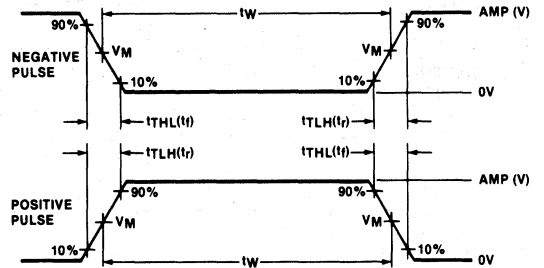 tW
AMP (V)
90%
90%
VM
VM
NEGATIVE
PULSE
10%
10%
0V
tTHL(tf)
tTLH(tr)
tTLH(tr)
tTHL(tf)
AMP (V)
90%
90%
POSITIVE
PULSE
VM
VM
10%
10%
tW
0V